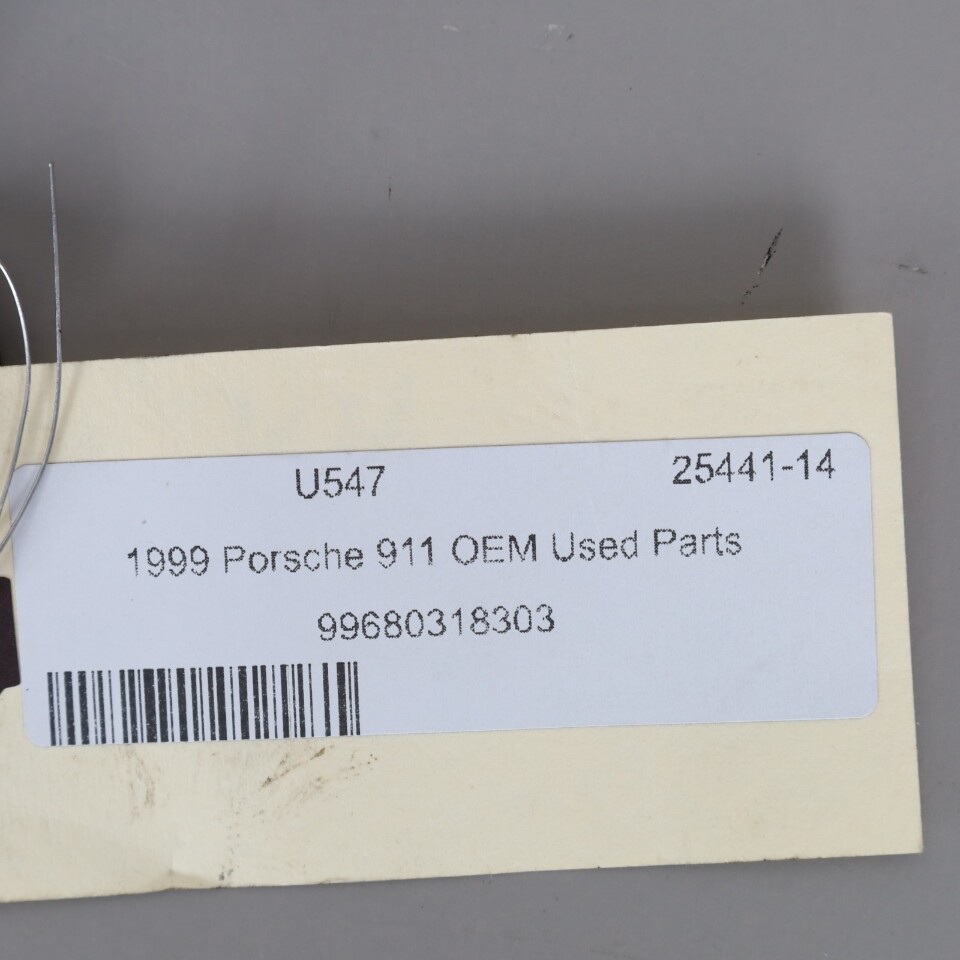 U547 25441-14
1999 Porsche 911 OEM Used Parts
99680318303